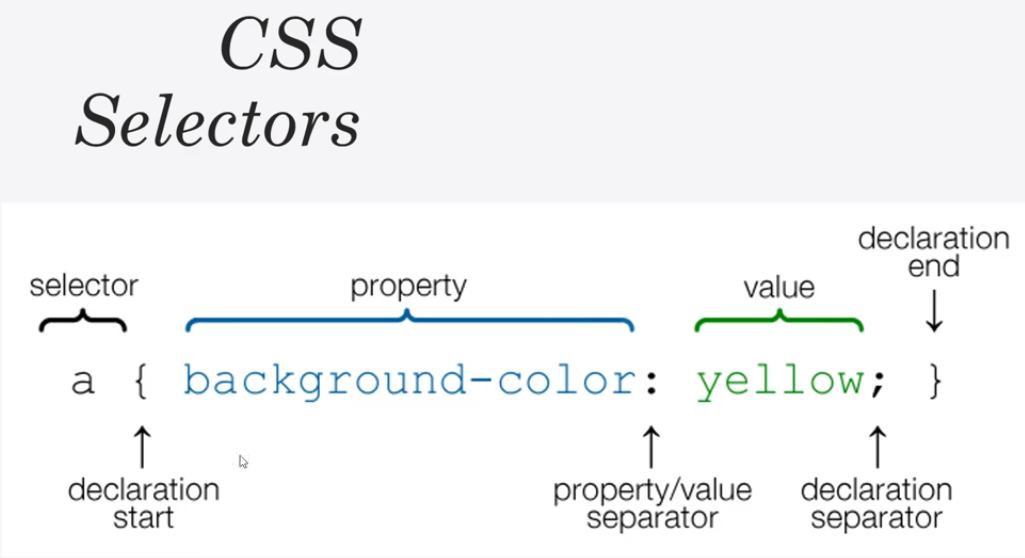 CSS
Selectors
declaration
end
selector
property
value
a { background-color: yellow; }
declaration
start
property/value
separator
declaration
separator